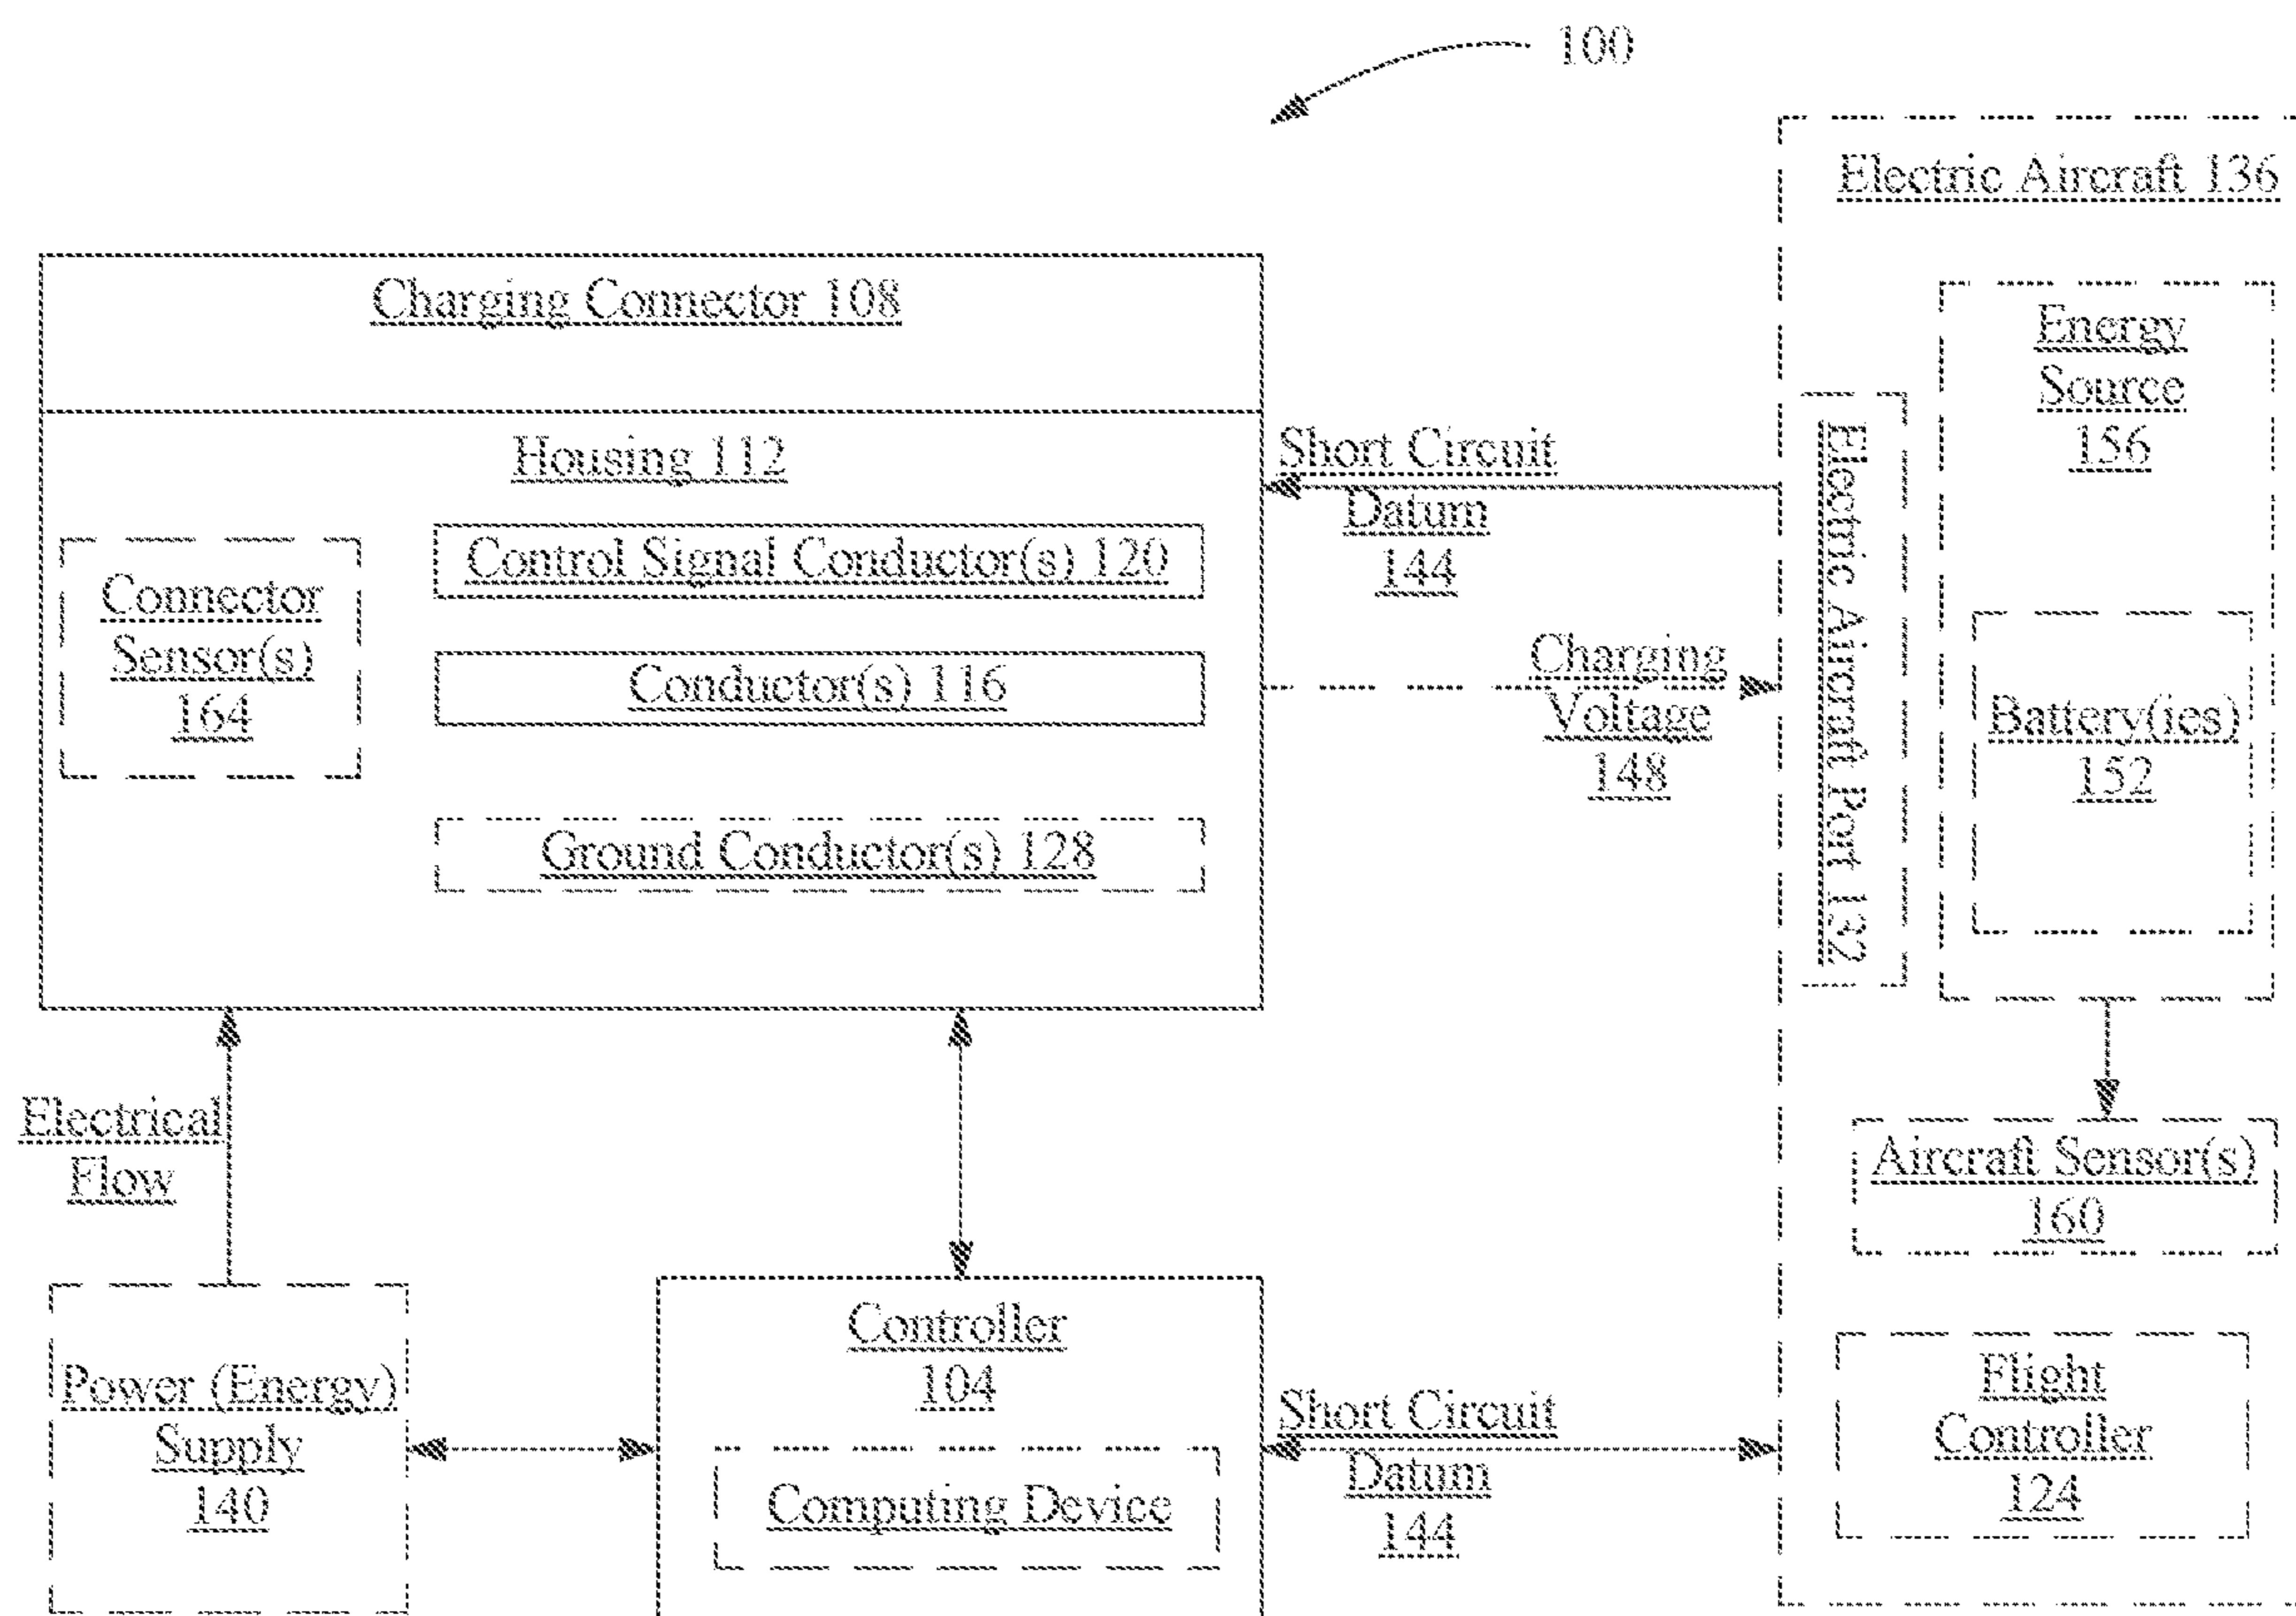 100
Electric Aircraft 136
Charging Connector 108
Housing 112
Connector
Sensor(s)
164
Control Signal Conductor(s) 120
Conductor(s) 116
Ground Conductor(s) 128
Short Circuit
Datum
144
Charging
Voltage
148
Electric Aircraft Port 132
Energy
Source
156
Battery(ies)
152
Electrical
Flow
Aircraft Sensor(s)
160
Power (Energy)
Supply
140
Controller
104
Computing Device
Short Circuit
Datum
144
Flight
Controller
124